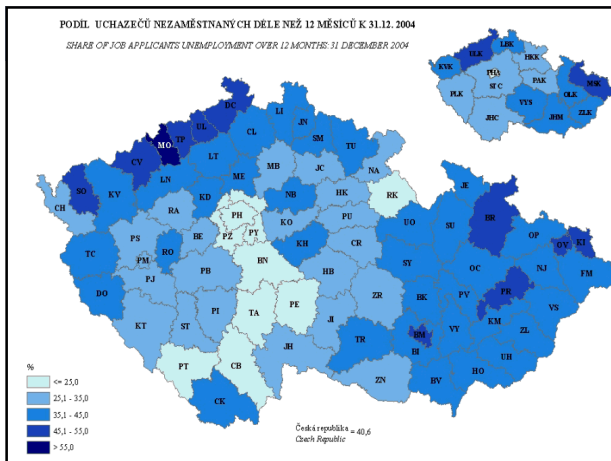 PODÍL UCHAZEČŮ NEZAMĚSTNANÝCH DÉLE NEŽ 12 MĚSÍCŮ K 31.12. 2004
SHARE OF JOB APPLICANTS UNEMPLOYMENT OVER 12 MONTHS: 31 DECEMBER 2004
ULK LBK
KVK HKK
PHA
STC PAK MSK
PLK OLK
VYS
JHC JHM ZLK
DC
LI
UL JN
MO TP CL SM
TU
CV LT
LN ME MB JC NA
SO KV KD NB HK RK JE
CH RA PH
KO PU UO SU BR
PS RO BE PZ PY
TC KH CR OP OV KI
PM BN SY
PJ PB HB OC NJ FM
DO PE ZR BK PV PR
TA VS
KT ST PI JI KM
TR BM VY ZL
BI
PT CB JH UH
CK ZN BV HO
%
<= 25,0
25,1 - 35,0
35,1 - 45,0
45,1 - 55,0
> 55,0
Česká republika = 40,6
Czech Republic